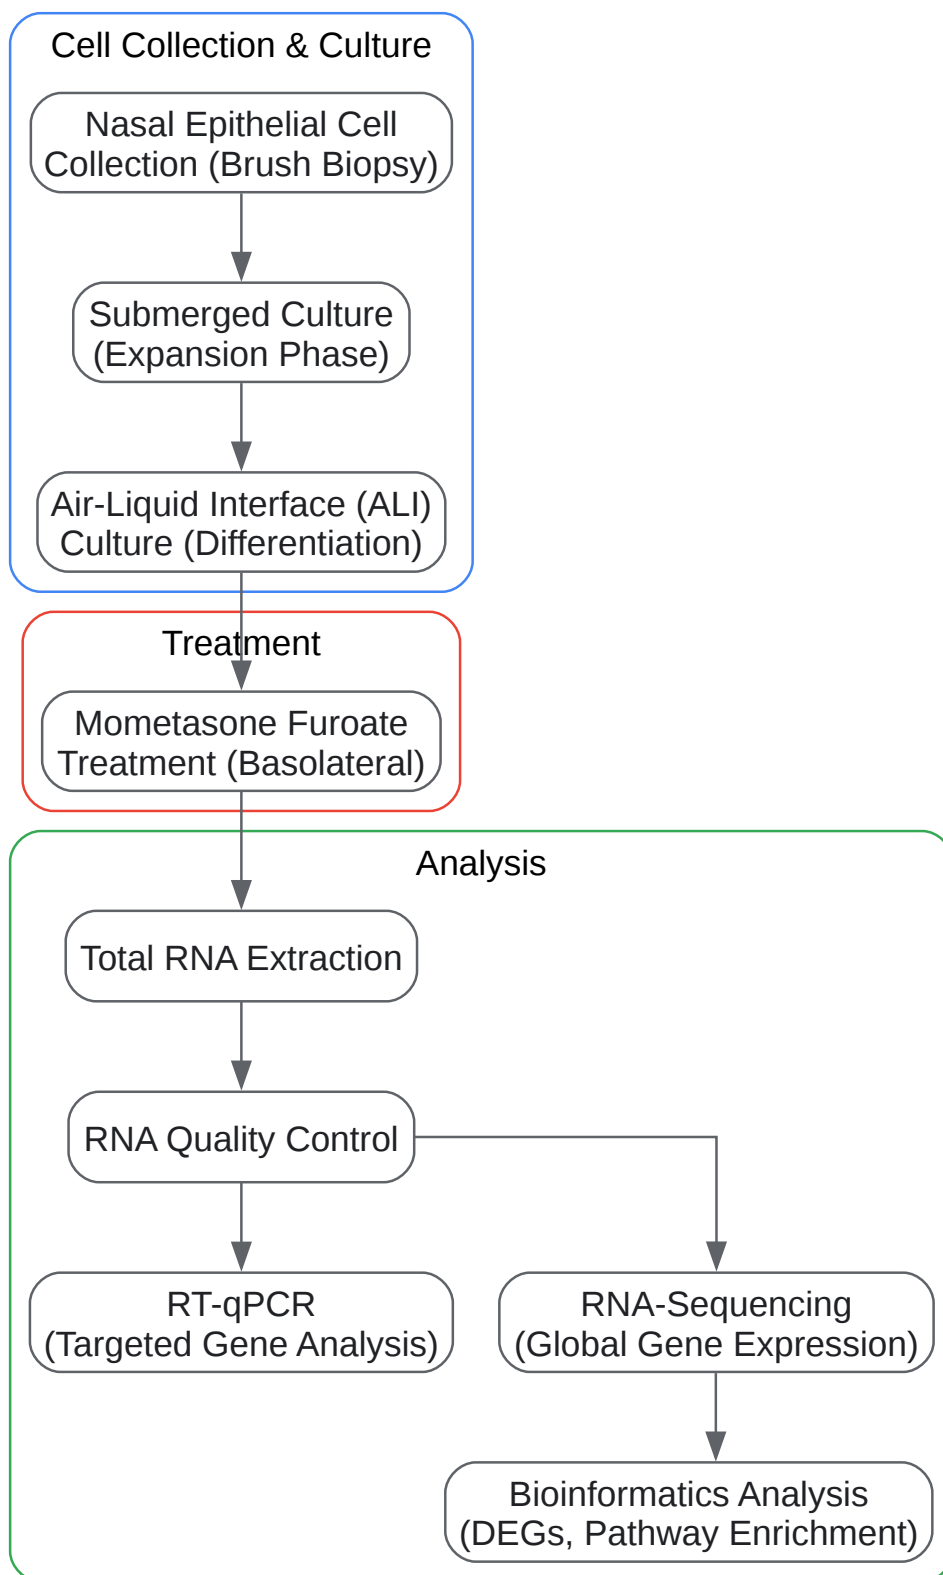 Cell Collection & Culture
Nasal Epithelial Cell
Collection (Brush Biopsy)
Submerged Culture
(Expansion Phase)
Air-Liquid Interface (ALI)
Culture (Differentiation)
Treatment
Mometasone Furoate
Treatment (Basolateral)
Analysis
Total RNA Extraction
RNA Quality Control
RT-qPCR
(Targeted Gene Analysis)
RNA-Sequencing
(Global Gene Expression)
Bioinformatics Analysis
(DEGs, Pathway Enrichment)